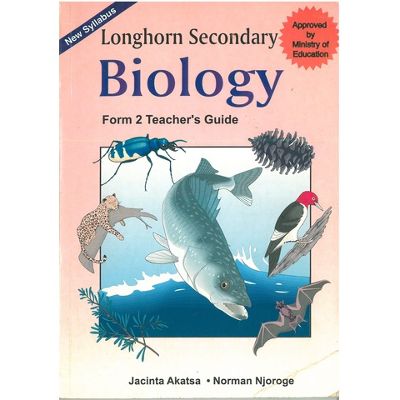 New Syllabus
Approved
by
Ministry of
Education
Longhorn Secondary
Biology
Form 2 Teacher's Guide
Jacinta Akatsa • Norman Njoroge